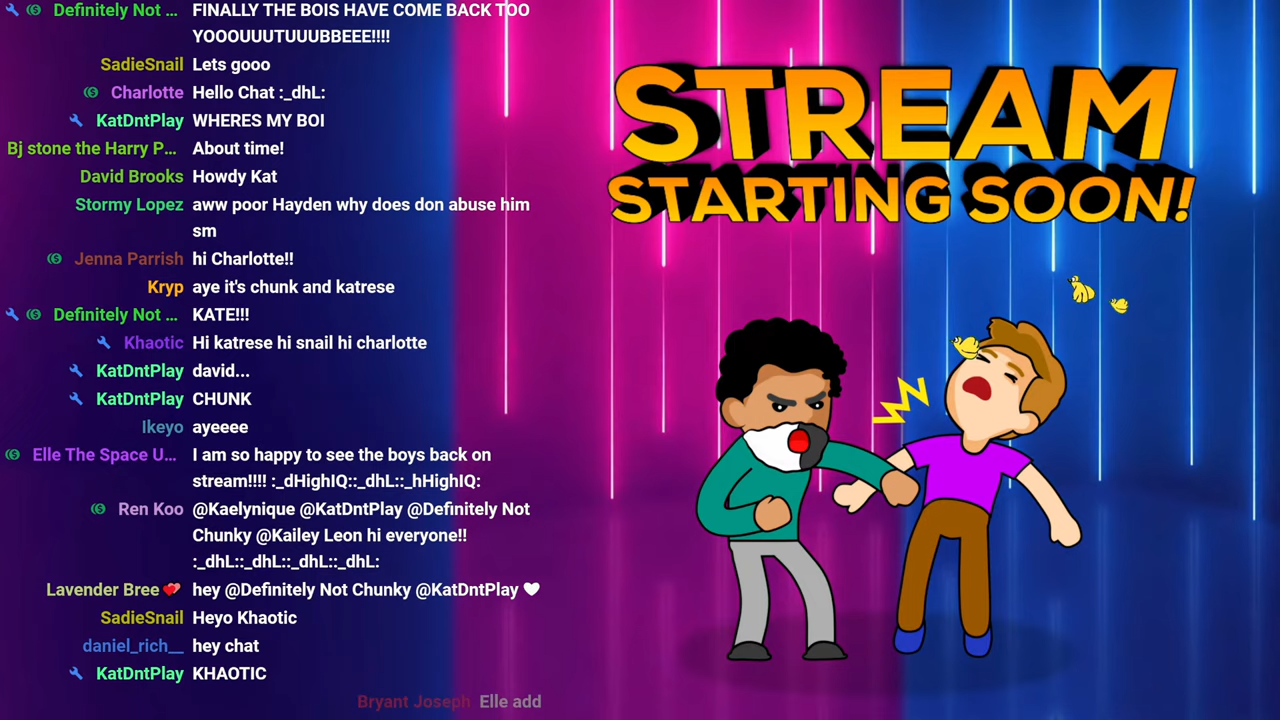 Definitely Not ... FINALLY THE BOIS HAVE COME BACK TOO
YOOOUUUTUUUBBEEE!!!!
SadieSnail Lets gooo
Charlotte Hello Chat :_dhL:
KatDntPlay WHERES MY BOI
Bj stone the Harry P... About time!
David Brooks Howdy Kat
Stormy Lopez aww poor Hayden why does don abuse him
sm
Jenna Parrish hi Charlotte!!
Kryp aye it's chunk and katrese
Definitely Not ... KATE!!!
Khaotic Hi katrese hi snail hi charlotte
KatDntPlay david...
KatDntPlay CHUNK
Ikeyo ayeeee
Elle The Space U... I am so happy to see the boys back on
stream!!!! :_dHighIQ::_dhL::_hHighIQ:
Ren Koo @Kaelynique @KatDntPlay @Definitely Not
Chunky @Kailey Leon hi everyone!!
:_dhL::_dhL::_dhL::_dhL:
Lavender Bree💕 hey @Definitely Not Chunky @KatDntPlay 🤍
SadieSnail Heyo Khaotic
daniel_rich__ hey chat
KatDntPlay KHAOTIC
Bryant Joseph Elle add
STREAM
STARTING SOON!